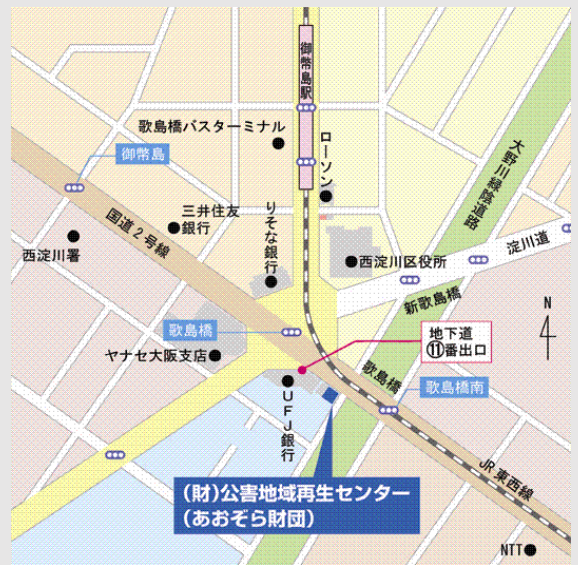 御幣島駅
歌島橋バスターミナル
ローソン
大野川緑陰道路
御幣島
国道2号線
三井住友
銀行
りそな銀行
西淀川署
西淀川区役所
淀川道
新歌島橋
N
歌島橋
地下道
⑪番出口
ヤナセ大阪支店
歌島橋
歌島橋南
UFJ銀行
JR東西線
(財)公害地域再生センター
(あおぞら財団)
NTT